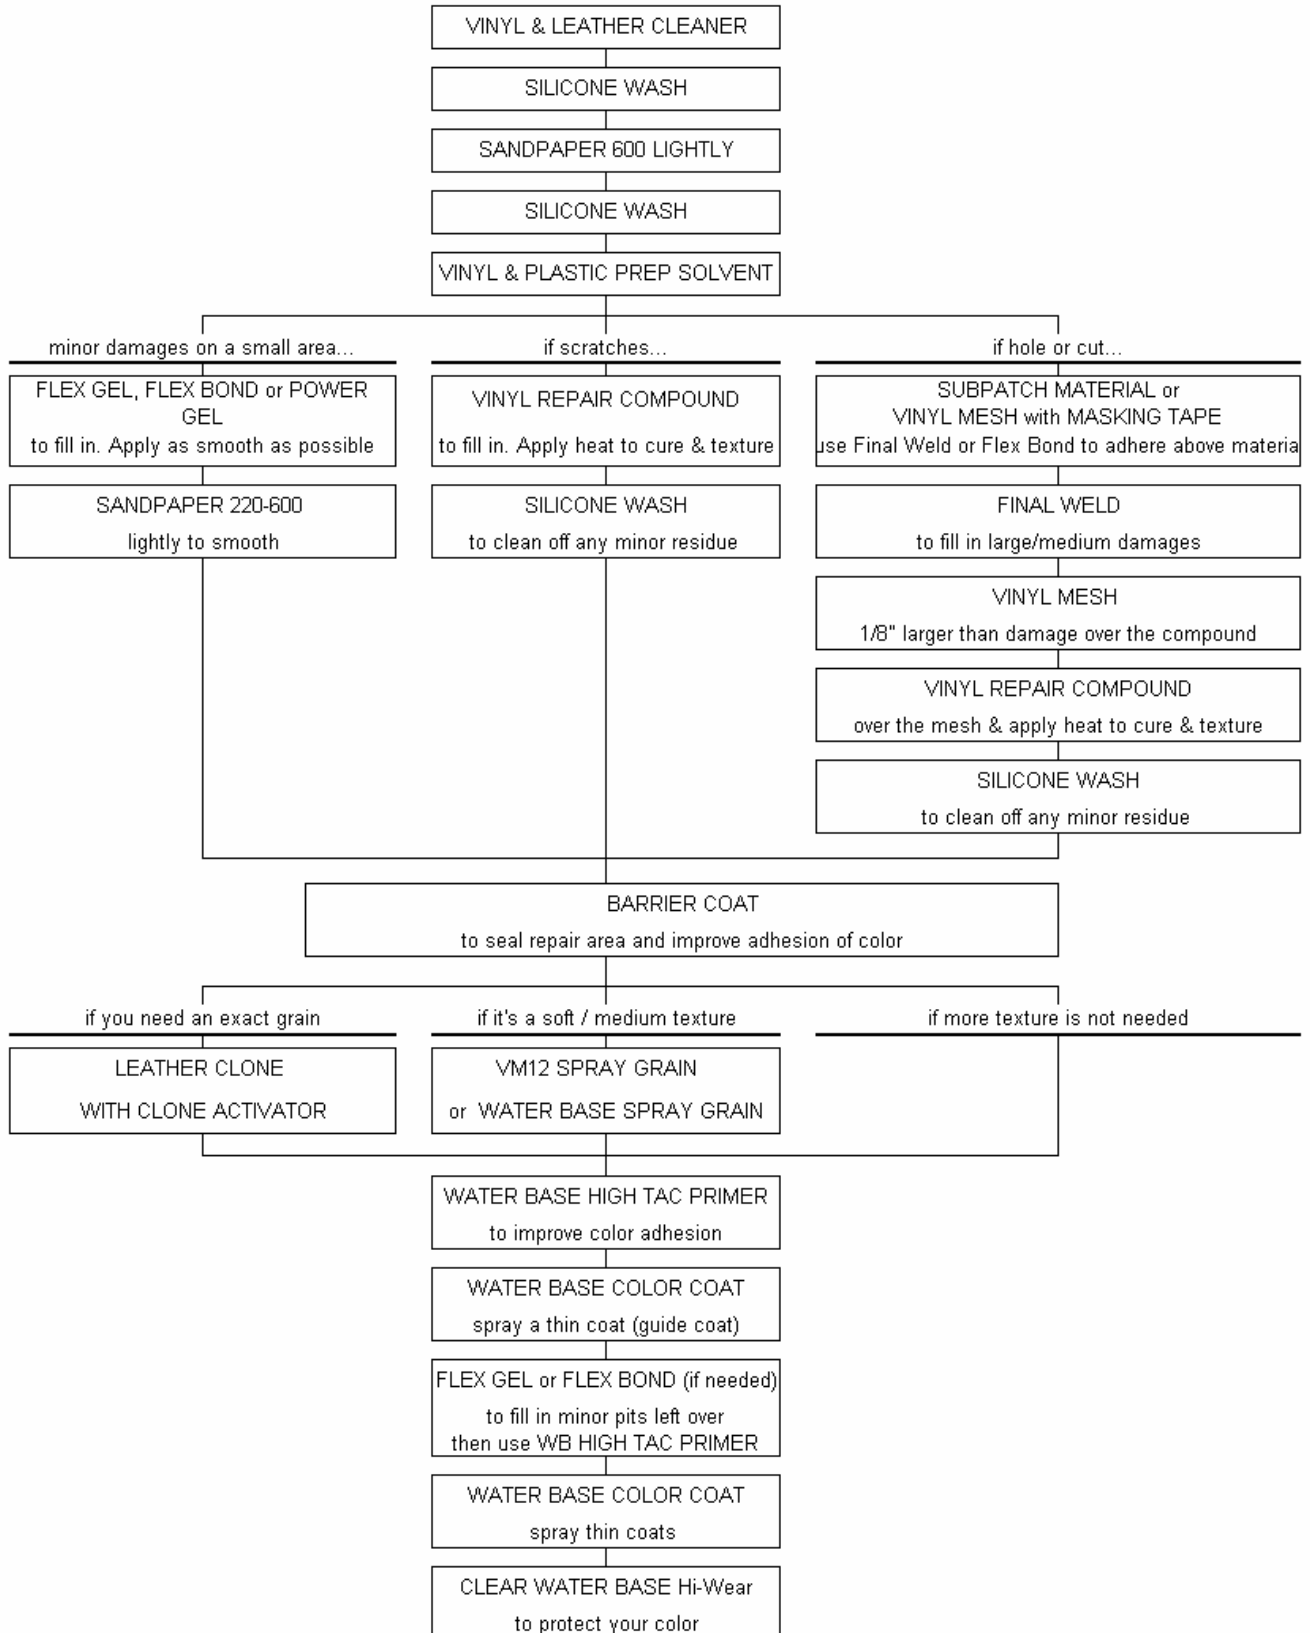 VINYL & LEATHER CLEANER
SILICONE WASH
SANDPAPER 600 LIGHTLY
SILICONE WASH
VINYL & PLASTIC PREP SOLVENT
minor damages on a small area...
FLEX GEL, FLEX BOND or POWER
GEL
to fill in. Apply as smooth as possible
SANDPAPER 220-600
lightly to smooth
if scratches...
VINYL REPAIR COMPOUND
to fill in. Apply heat to cure & texture
SILICONE WASH
to clean off any minor residue
if hole or cut...
SUBPATCH MATERIAL or
VINYL MESH with MASKING TAPE
use Final Weld or Flex Bond to adhere above materia
FINAL WELD
to fill in large/medium damages
VINYL MESH
1/8" larger than damage over the compound
VINYL REPAIR COMPOUND
over the mesh & apply heat to cure & texture
SILICONE WASH
to clean off any minor residue
BARRIER COAT
to seal repair area and improve adhesion of color
if you need an exact grain
LEATHER CLONE
WITH CLONE ACTIVATOR
if it's a soft / medium texture
VM12 SPRAY GRAIN
or WATER BASE SPRAY GRAIN
if more texture is not needed
WATER BASE HIGH TAC PRIMER
to improve color adhesion
WATER BASE COLOR COAT
spray a thin coat (guide coat)
FLEX GEL or FLEX BOND (if needed)
to fill in minor pits left over
then use WB HIGH TAC PRIMER
WATER BASE COLOR COAT
spray thin coats
CLEAR WATER BASE Hi-Wear
to protect your color